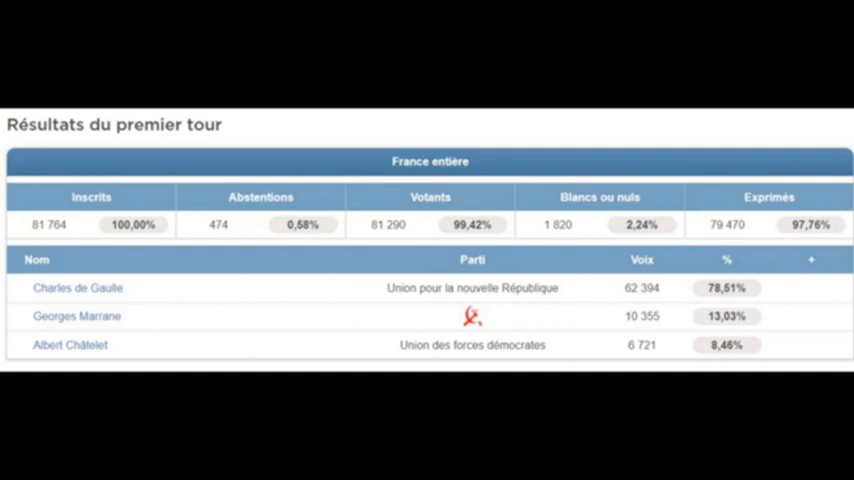 Résultats du premier tour
France entière
Inscrits Abstentions Votants Blancs ou nuls Exprimés
81 764 100,00% 474 0,58% 81 290 99,42% 1 820 2,24% 79 470 97,76%
Nom Parti Voix % +
Charles de Gaulle Union pour la nouvelle République 62 394 78,51%
Georges Marrane 10 355 13,03%
Albert Châtelet Union des forces démocrates 6 721 8,46%